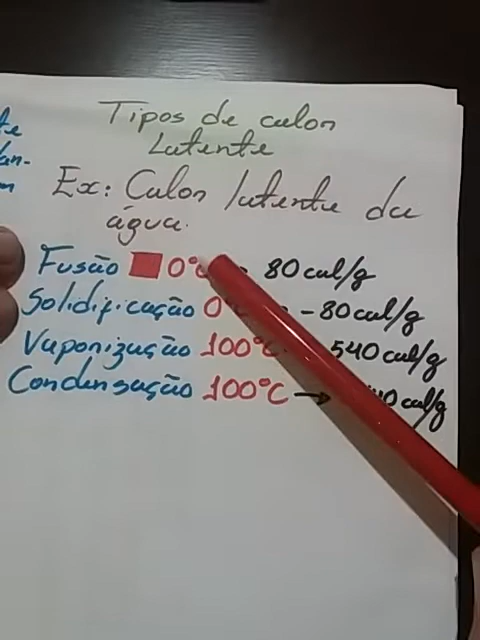 Tipos de calor
Latente
Ex: Calor latente da
água.
Fusão 0°C 80 cal/g
Solidificação 0°C - 80 cal/g
Vaporização 100°C 540 cal/g
Condensação 100°C → cal/g